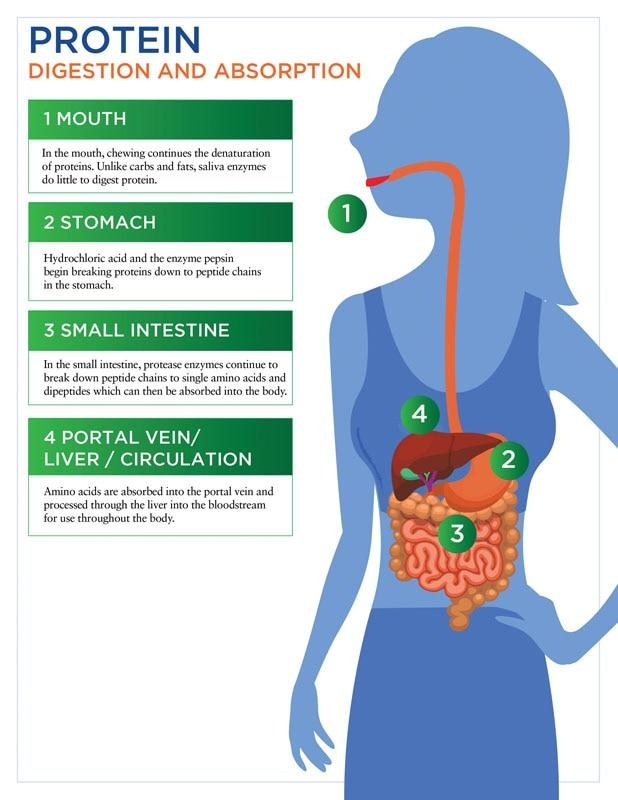 PROTEIN
DIGESTION AND ABSORPTION
1 MOUTH
In the mouth, chewing continues the denaturation
of proteins. Unlike carbs and fats, saliva enzymes
do little to digest protein.
2 STOMACH
Hydrochloric acid and the enzyme pepsin
begin breaking proteins down to peptide chains
in the stomach.
3 SMALL INTESTINE
In the small intestine, protease enzymes continue to
break down peptide chains to single amino acids and
dipeptides which can then be absorbed into the body.
4 PORTAL VEIN/
LIVER / CIRCULATION
Amino acids are absorbed into the portal vein and
processed through the liver into the bloodstream
for use throughout the body.
1
4
2
3